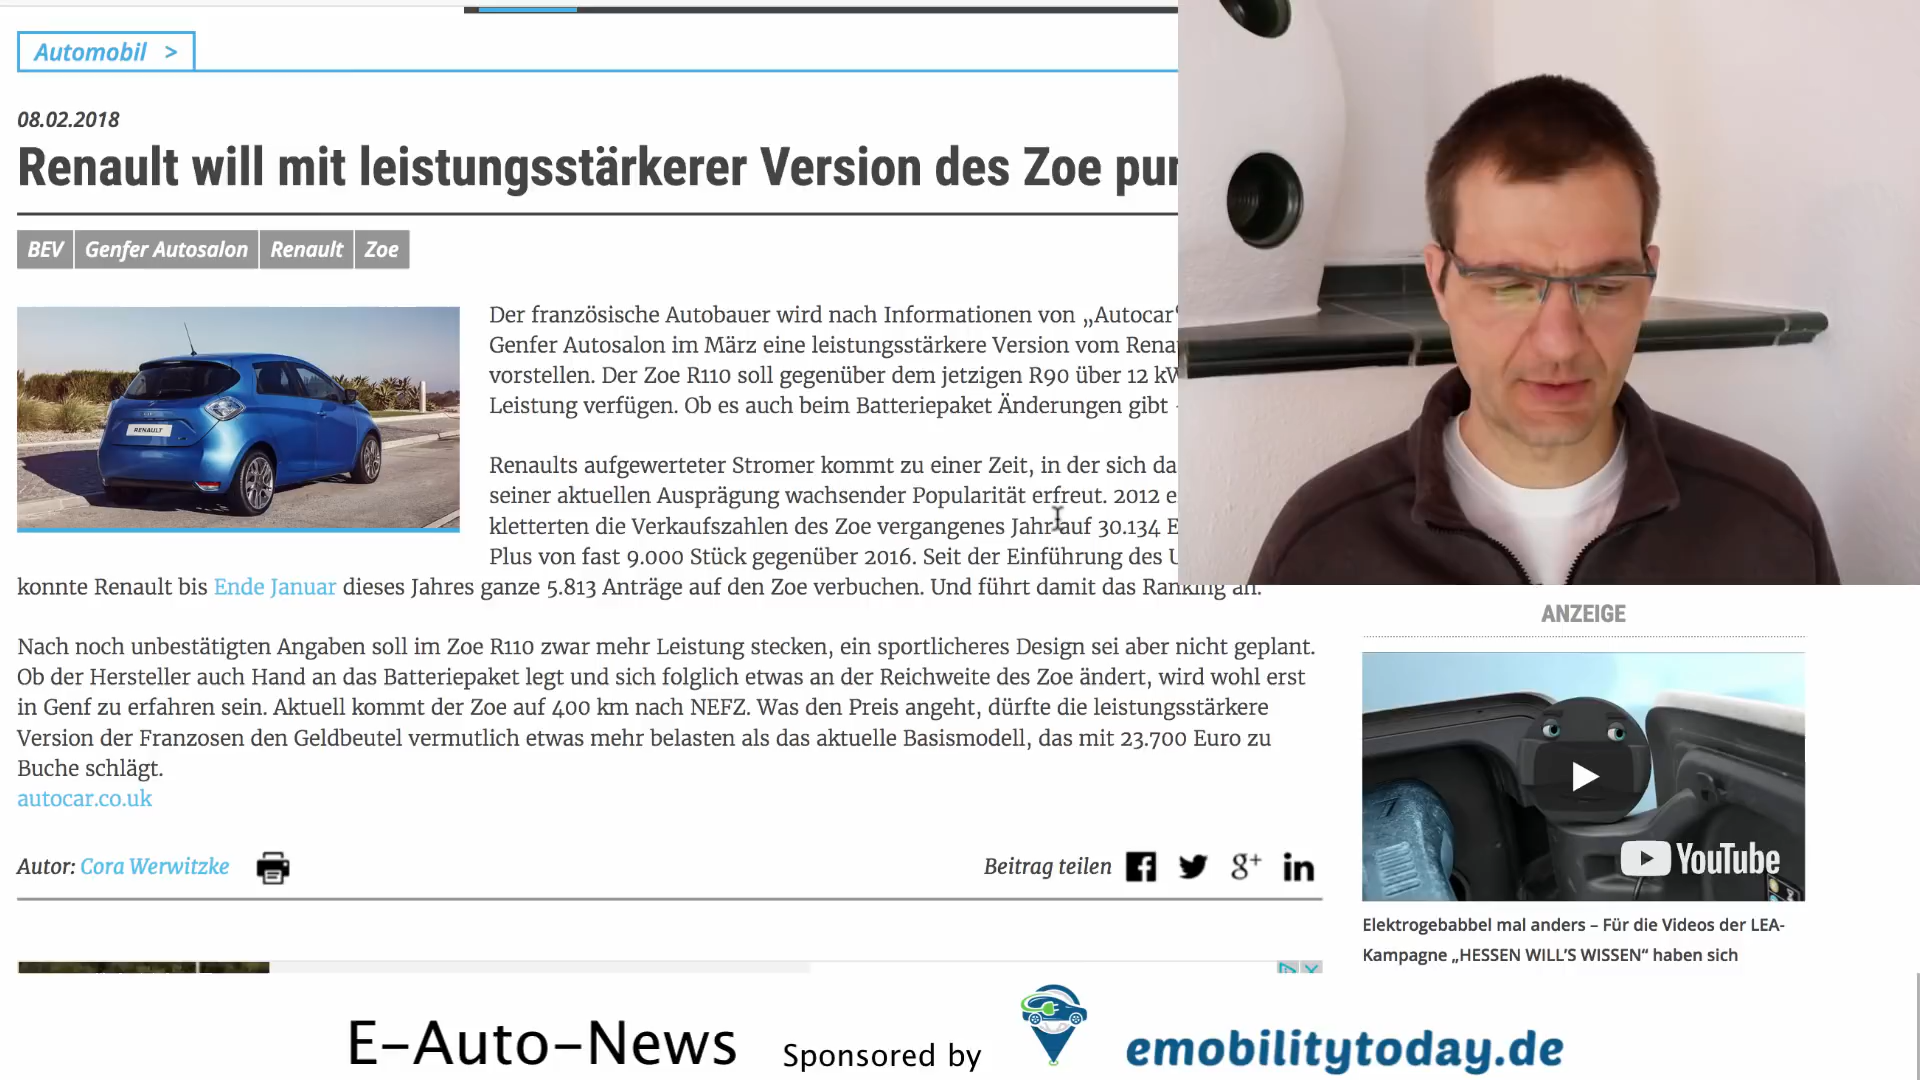 Automobil >
08.02.2018
Renault will mit leistungsstärkerer Version des Zoe
BEV Genfer Autosalon Renault Zoe
RENAULT
Der französische Autobauer wird nach Informationen von „Autocar“
Genfer Autosalon im März eine leistungsstärkere Version vom
vorstellen. Der Zoe R110 soll gegenüber dem jetzigen R90 über 12
Leistung verfügen. Ob es auch beim Batteriepaket Änderungen gibt
Renaults aufgewerteter Stromer kommt zu einer Zeit, in der sich
seiner aktuellen Ausprägung wachsender Popularität erfreut. 2012
kletterten die Verkaufszahlen des Zoe vergangenes Jahr auf 30.134
Plus von fast 9.000 Stück gegenüber 2016. Seit der Einführung des
konnte Renault bis Ende Januar dieses Jahres ganze 5.813 Anträge auf den Zoe verbuchen. Und führt damit das Ranking an.
Nach noch unbestätigten Angaben soll im Zoe R110 zwar mehr Leistung stecken, ein sportlicheres Design sei aber nicht geplant.
Ob der Hersteller auch Hand an das Batteriepaket legt und sich folglich etwas an der Reichweite des Zoe ändert, wird wohl erst
in Genf zu erfahren sein. Aktuell kommt der Zoe auf 400 km nach NEFZ. Was den Preis angeht, dürfte die leistungsstärkere
Version der Franzosen den Geldbeutel vermutlich etwas mehr belasten als das aktuelle Basismodell, das mit 23.700 Euro zu
Buche schlägt.
autocar.co.uk
Autor: Cora Werwitzke
Beitrag teilen
ANZEIGE
YouTube
Elektrogebabbel mal anders – Für die Videos der LEA-
Kampagne „HESSEN WILL’S WISSEN“ haben sich
E-Auto-News Sponsored by emobilitytoday.de